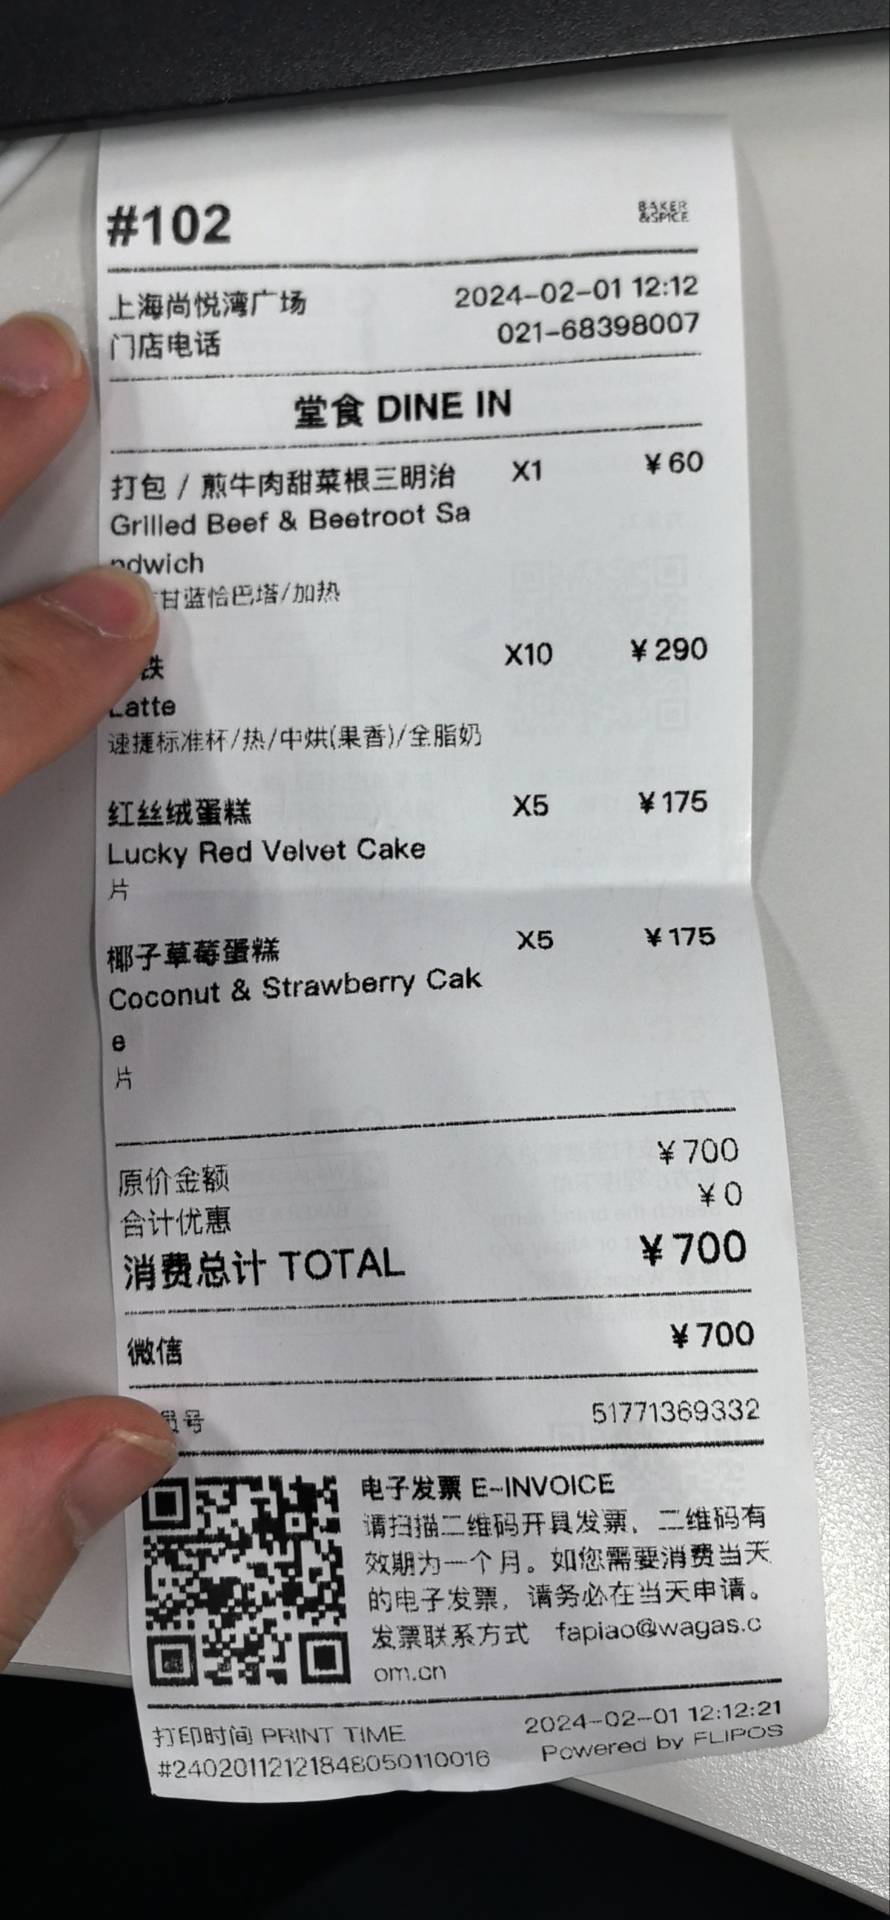 #102
BAKER
&SPICE
上海尚悦湾广场 2024-02-01 12:12
门店电话 021-68398007
堂食 DINE IN
打包 / 煎牛肉甜菜根三明治 X1 ¥60
Grilled Beef & Beetroot Sa
ndwich
甘蓝恰巴塔/加热
铁 X10 ¥290
Latte
速捷标准杯/热/中烘(果香)/全脂奶
红丝绒蛋糕 X5 ¥175
Lucky Red Velvet Cake
片
椰子草莓蛋糕 X5 ¥175
Coconut & Strawberry Cak
e
片
原价金额 ¥700
合计优惠 ¥0
消费总计 TOTAL ¥700
微信 ¥700
员号 51771369332
电子发票 E-INVOICE
请扫描二维码开具发票，二维码有
效期为一个月。如您需要消费当天
的电子发票，请务必在当天申请。
发票联系方式 fapiao@wagas.c
om.cn
打印时间 PRINT TIME 2024-02-01 12:12:21
#240201121218480501​10016 Powered by FLIPOS